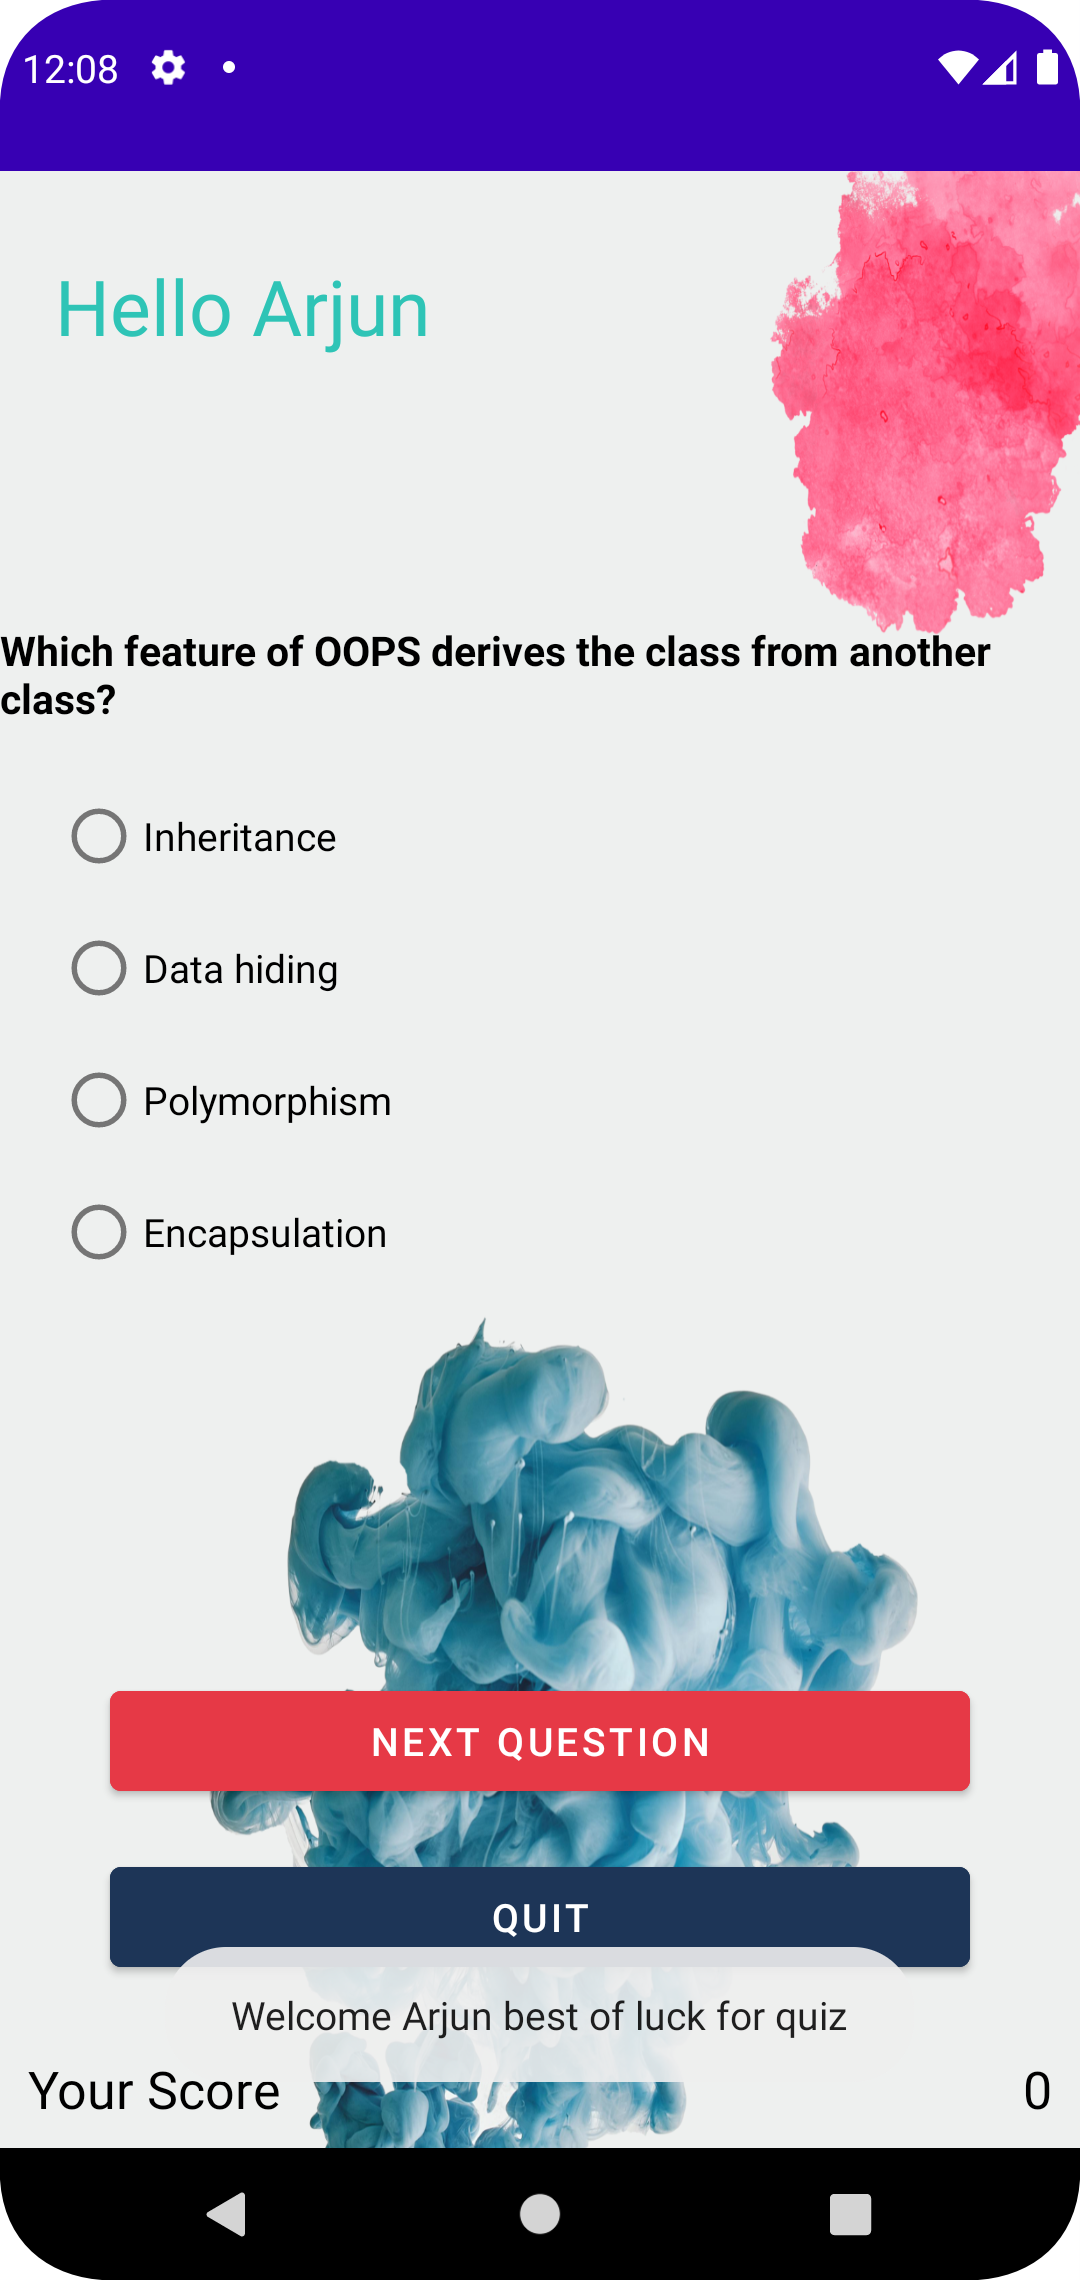 12:08
Hello Arjun
Which feature of OOPS derives the class from another
class?
Inheritance
Data hiding
Polymorphism
Encapsulation
NEXT QUESTION
QUIT
Welcome Arjun best of luck for quiz
Your Score 0